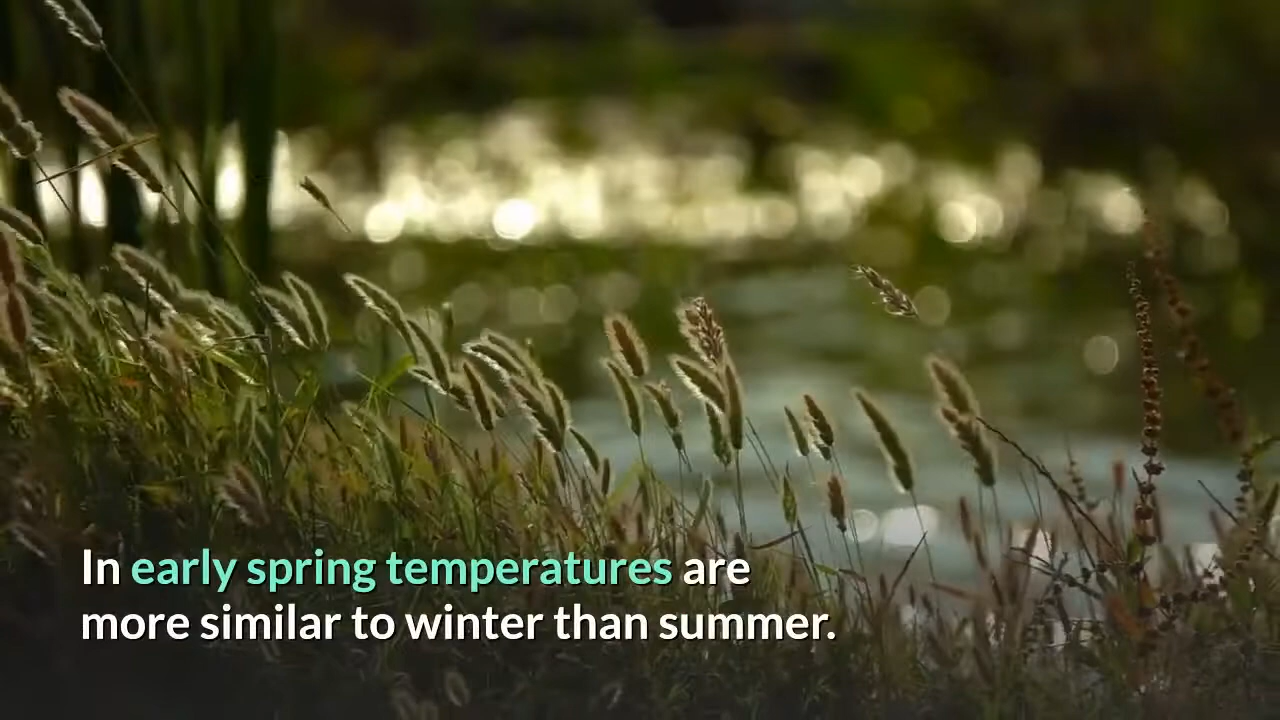 In early spring temperatures are
more similar to winter than summer.